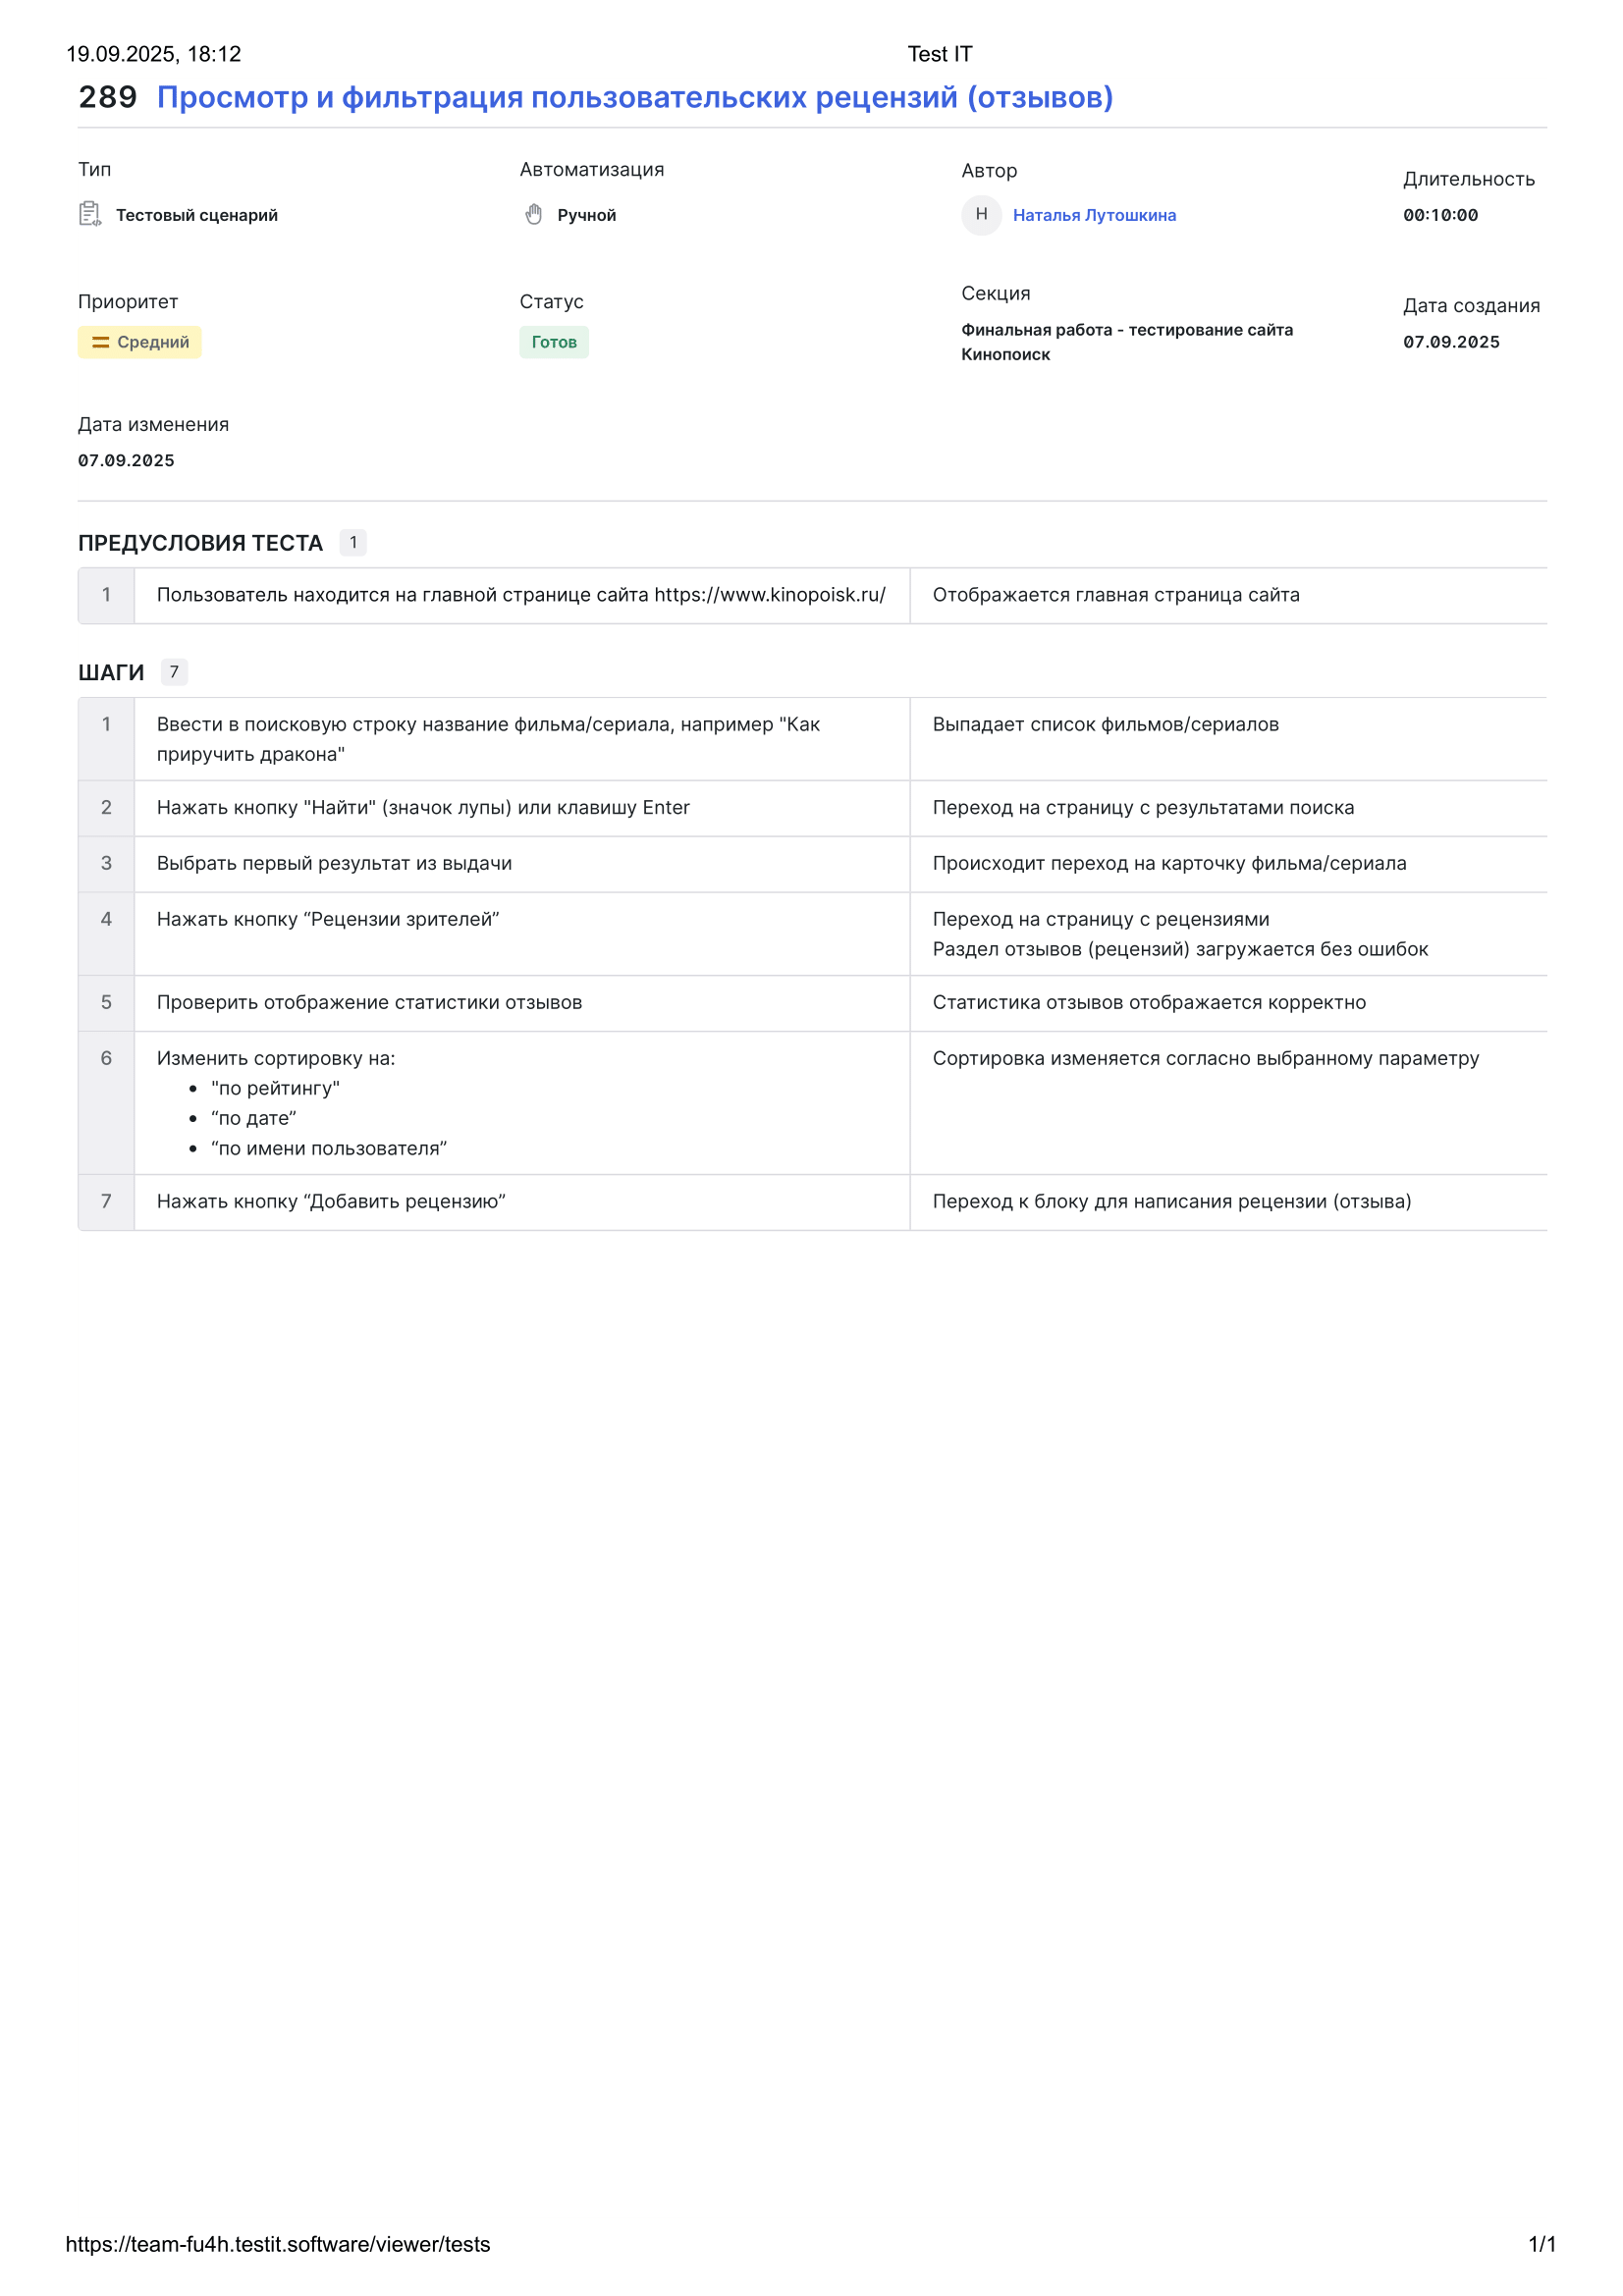 19.09.2025, 18:12
Test IT
289 Просмотр и фильтрация пользовательских рецензий (отзывов)
Тип
Автоматизация
Автор
Длительность
Тестовый сценарий
Ручной
Н Наталья Лутошкина
00:10:00
Приоритет
Статус
Секция
Дата создания
Средний
Готов
Финальная работа - тестирование сайта
Кинопоиск
07.09.2025
Дата изменения
07.09.2025
ПРЕДУСЛОВИЯ ТЕСТА 1
1 Пользователь находится на главной странице сайта https://www.kinopoisk.ru/ Отображается главная страница сайта
ШАГИ 7
1 Ввести в поисковую строку название фильма/сериала, например "Как
приручить дракона"
Выпадает список фильмов/сериалов
2 Нажать кнопку "Найти" (значок лупы) или клавишу Enter Переход на страницу с результатами поиска
3 Выбрать первый результат из выдачи Происходит переход на карточку фильма/сериала
4 Нажать кнопку “Рецензии зрителей” Переход на страницу с рецензиями
Раздел отзывов (рецензий) загружается без ошибок
5 Проверить отображение статистики отзывов Статистика отзывов отображается корректно
6 Изменить сортировку на: Сортировка изменяется согласно выбранному параметру
• "по рейтингу"
• “по дате”
• “по имени пользователя”
7 Нажать кнопку “Добавить рецензию” Переход к блоку для написания рецензии (отзыва)
https://team-fu4h.testit.software/viewer/tests
1/1